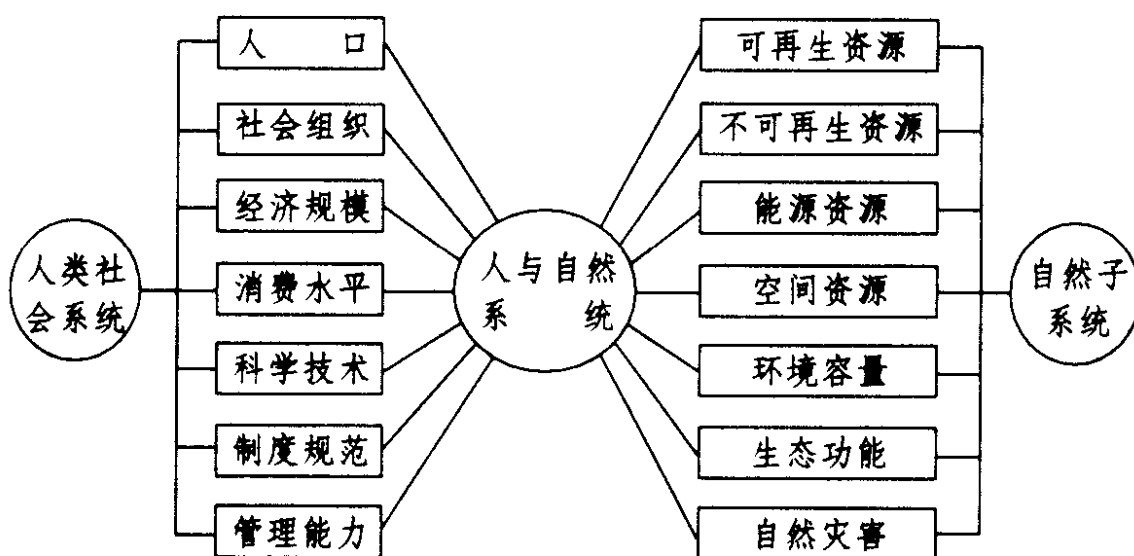 人类社
会系统
人口
社会组织
经济规模
消费水平
科学技术
制度规范
管理能力
人与自然
系统
可再生资源
不可再生资源
能源资源
空间资源
环境容量
生态功能
自然灾害
自然子
系统